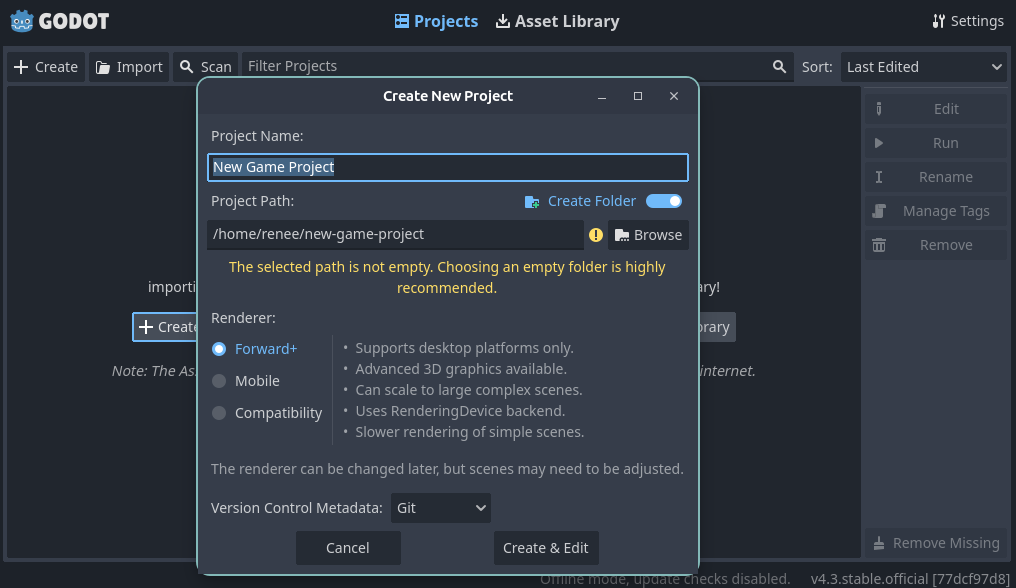 GODOT
Projects
Asset Library
Settings
Create
Import
Scan
Filter Projects
Sort:
Last Edited
Create New Project
Project Name:
New Game Project
Project Path:
Create Folder
/home/renee/new-game-project
Browse
The selected path is not empty. Choosing an empty folder is highly
recommended.
Renderer:
Forward+
Mobile
Compatibility
• Supports desktop platforms only.
• Advanced 3D graphics available.
• Can scale to large complex scenes.
• Uses RenderingDevice backend.
• Slower rendering of simple scenes.
The renderer can be changed later, but scenes may need to be adjusted.
Version Control Metadata:
Git
Cancel
Create & Edit
importi
ary!
Create
brary
Note: The As
internet.
Edit
Run
Rename
Manage Tags
Remove
Remove Missing
Offline mode, update checks disabled.
v4.3.stable.official [77dcf97d8]